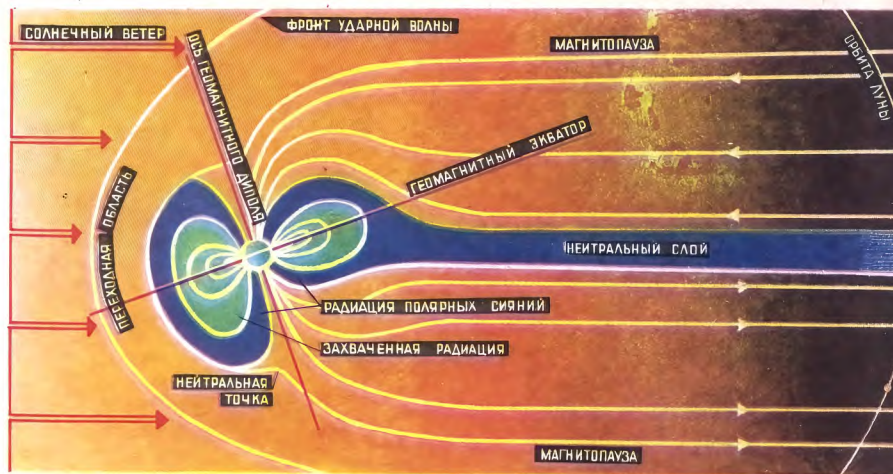 СОЛНЕЧНЫЙ ВЕТЕР
ФРОНТ УДАРНОЙ ВОЛНЫ
ОСЬ ГЕОМАГНИТНОГО ДИПОЛЯ
МАГНИТОПАУЗА
ОРБИТА ЛУНЫ
ГЕОМАГНИТНЫЙ ЭКВАТОР
ПЕРЕХОДНАЯ ОБЛАСТЬ
НЕЙТРАЛЬНЫЙ СЛОЙ
РАДИАЦИЯ ПОЛЯРНЫХ СИЯНИЙ
ЗАХВАЧЕННАЯ РАДИАЦИЯ
НЕЙТРАЛЬНАЯ
ТОЧКА
МАГНИТОПАУЗА